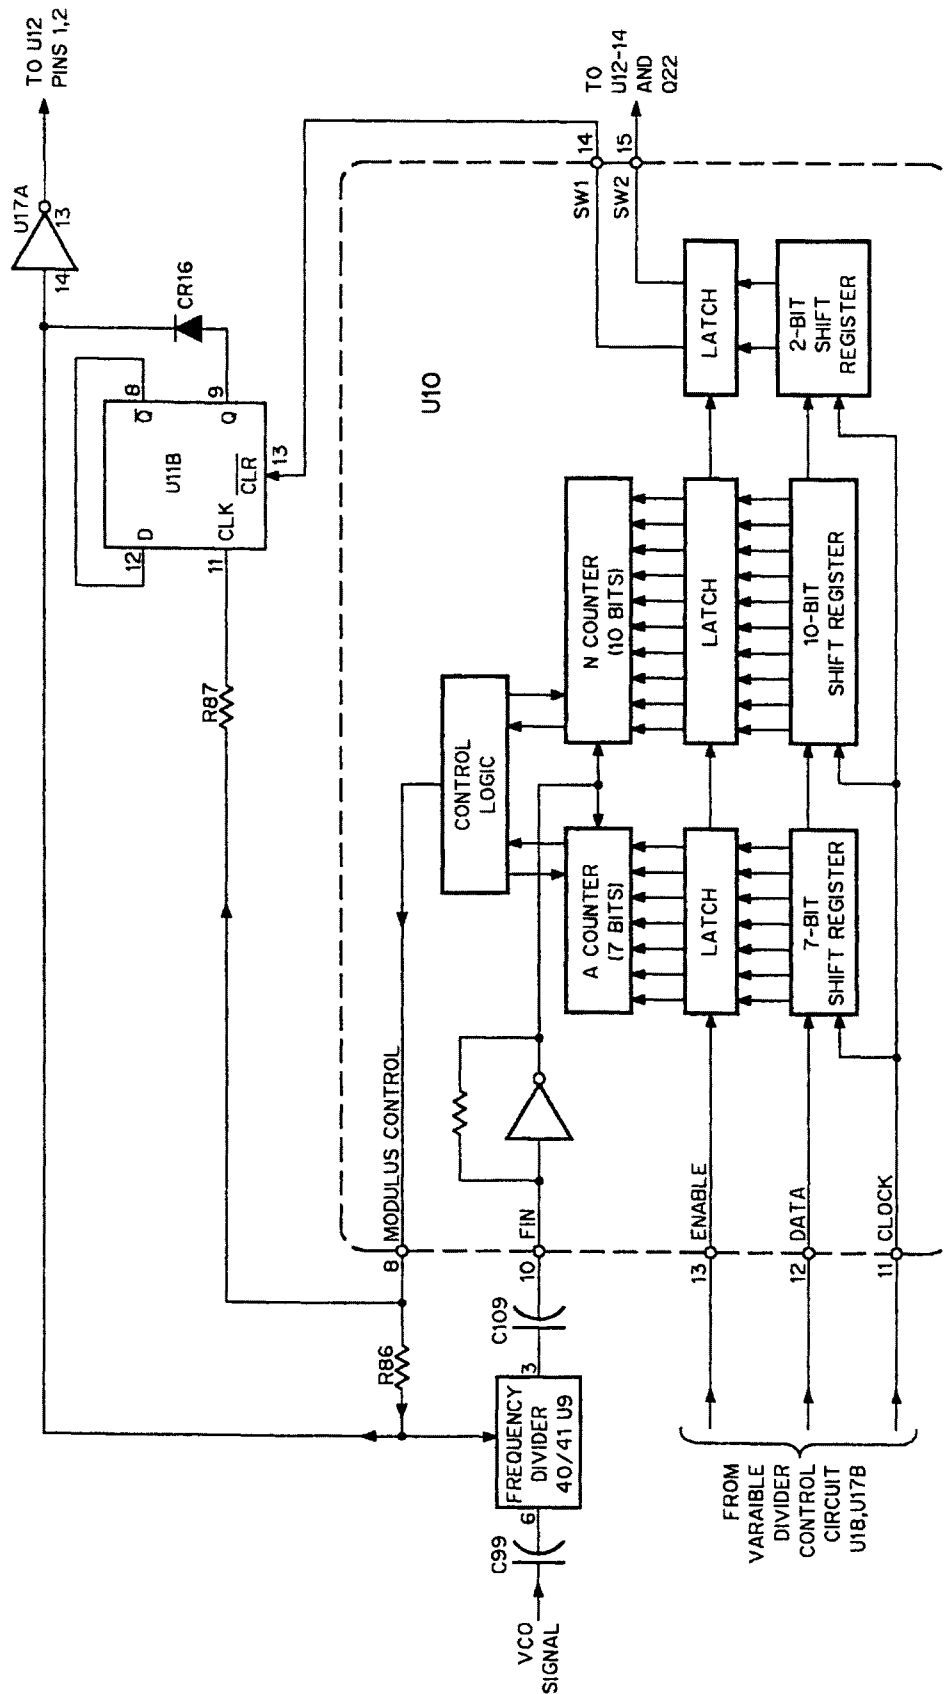 TO U12
PINS 1,2
U17A
14
13
CR16
12
D
8
Q
U11B
11
CLK
CLR
9
Q
13
R87
U10
TO
U12-14
AND
Q22
SW1
14
SW2
15
CONTROL
LOGIC
N COUNTER
(10 BITS)
A COUNTER
(7 BITS)
LATCH
LATCH
LATCH
7-BIT
SHIFT REGISTER
10-BIT
SHIFT REGISTER
2-BIT
SHIFT
REGISTER
R86
8
MODULUS CONTROL
VCO
SIGNAL
C99
6
FREQUENCY
DIVIDER
40/41 U9
3
C109
10
FIN
13
ENABLE
12
DATA
11
CLOCK
FROM
VARAIBLE
DIVIDER
CONTROL
CIRCUIT
U18,U17B